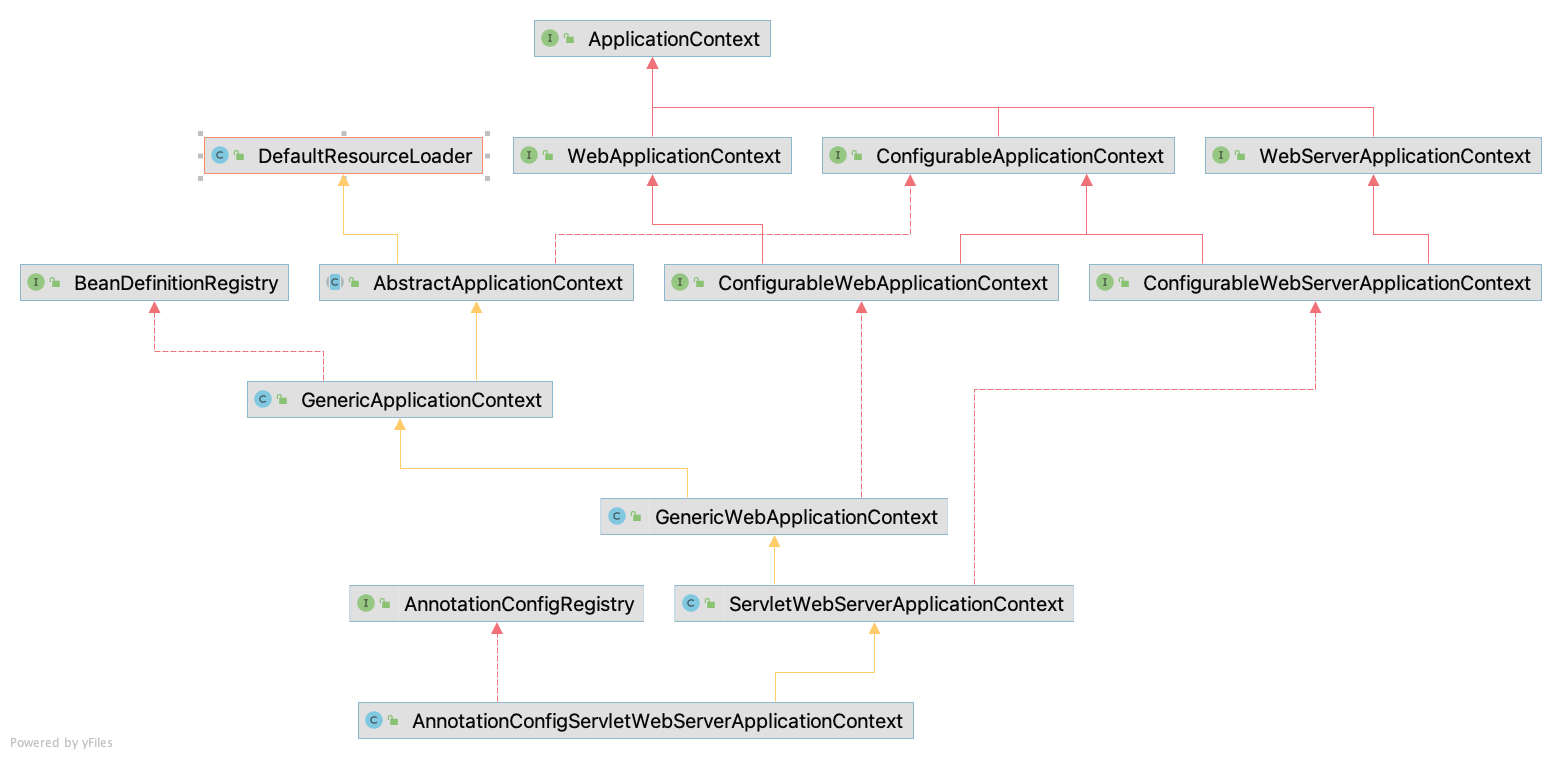 I ApplicationContext
C DefaultResourceLoader
I WebApplicationContext
I ConfigurableApplicationContext
I WebServerApplicationContext
I BeanDefinitionRegistry
C AbstractApplicationContext
I ConfigurableWebApplicationContext
I ConfigurableWebServerApplicationContext
C GenericApplicationContext
C GenericWebApplicationContext
I AnnotationConfigRegistry
C ServletWebServerApplicationContext
C AnnotationConfigServletWebServerApplicationContext
Powered by yFiles